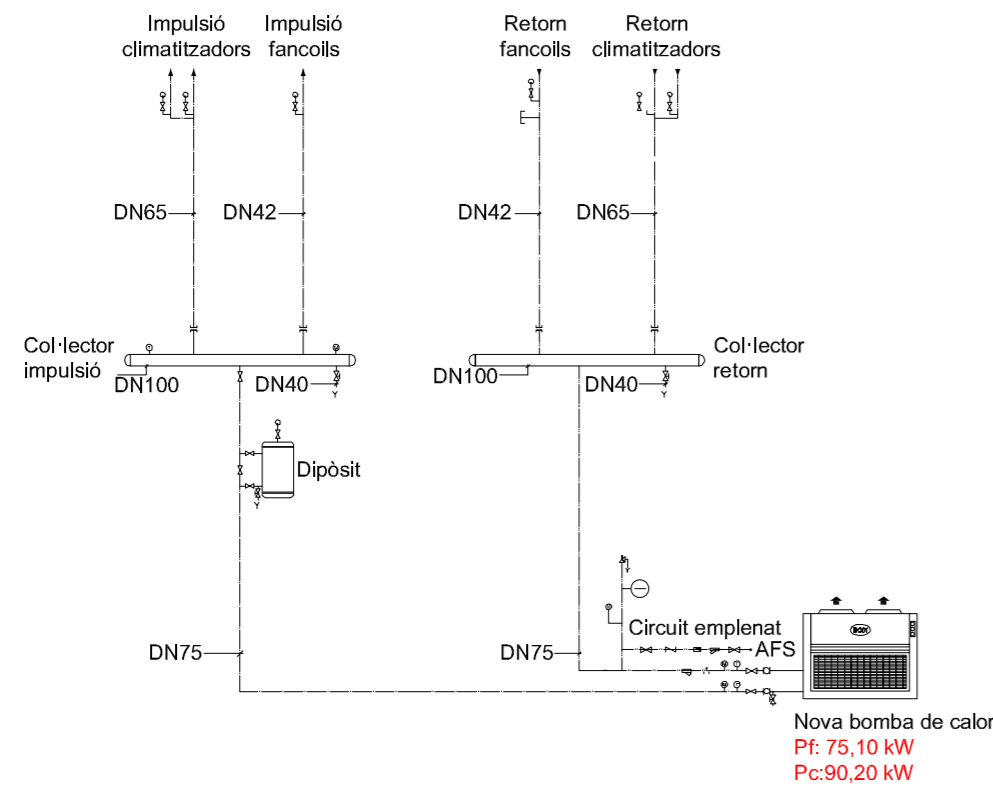 Impulsió
climatitzadors
Impulsió
fancoils
Retorn
fancoils
Retorn
climatitzadors
DN65
DN42
DN42
DN65
Col·lector
impulsió
DN100
DN40
DN100
DN40
Col·lector
retorn
Dipòsit
Circuit emplenat
AFS
DN75
DN75
Nova bomba de calor
Pf: 75,10 kW
Pc:90,20 kW